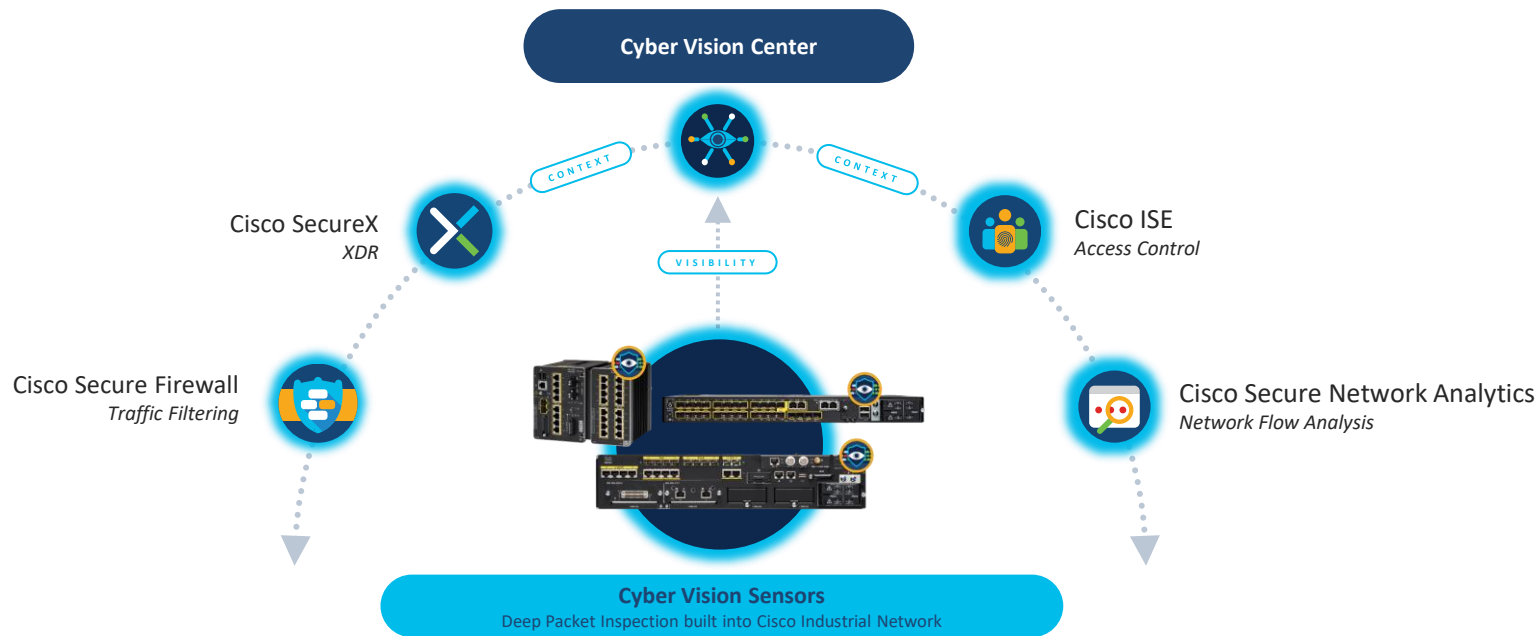 Cyber Vision Center
CONTEXT
CONTEXT
Cisco SecureX
XDR
Cisco ISE
Access Control
VISIBILITY
Cisco Secure Firewall
Traffic Filtering
Cisco Secure Network Analytics
Network Flow Analysis
Cyber Vision Sensors
Deep Packet Inspection built into Cisco Industrial Network